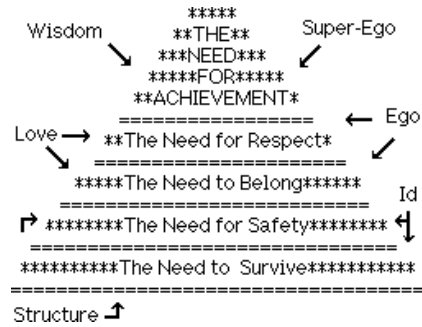 *****
Wisdom **THE** Super-Ego
***NEED***
*****FOR*****
**ACHIEVEMENT*
=================
Ego
Love **The Need for Respect*
=======================
*****The Need to Belong******
Id
============================
********The Need for Safety********
=================================
**********The Need to Survive***********
=====================================
Structure